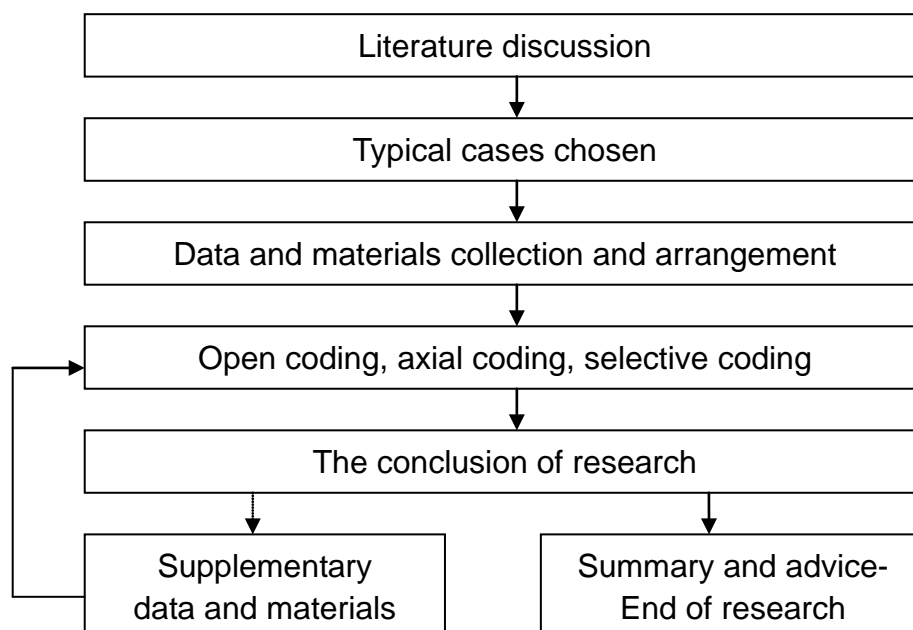 Literature discussion
Typical cases chosen
Data and materials collection and arrangement
Open coding, axial coding, selective coding
The conclusion of research
Supplementary
data and materials
Summary and advice-
End of research